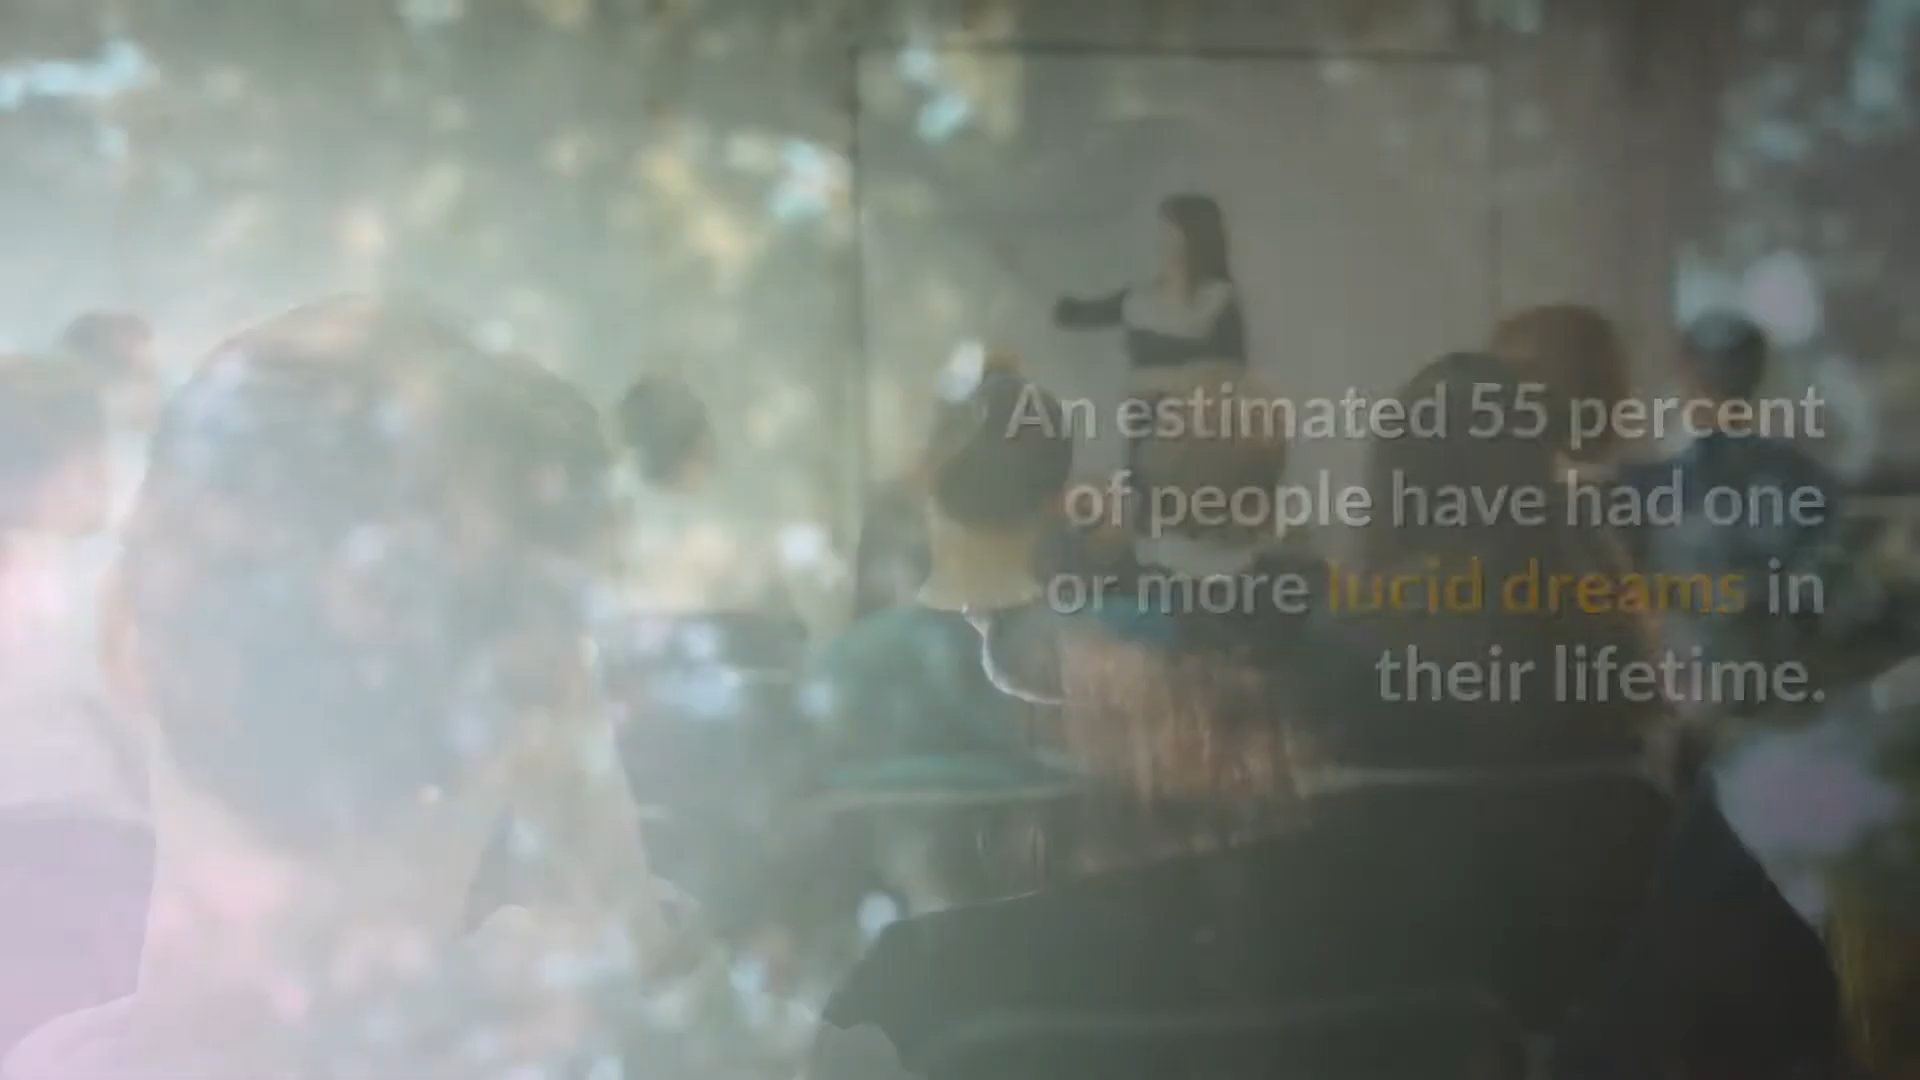 An estimated 55 percent
of people have had one
or more lucid dreams in
their lifetime.